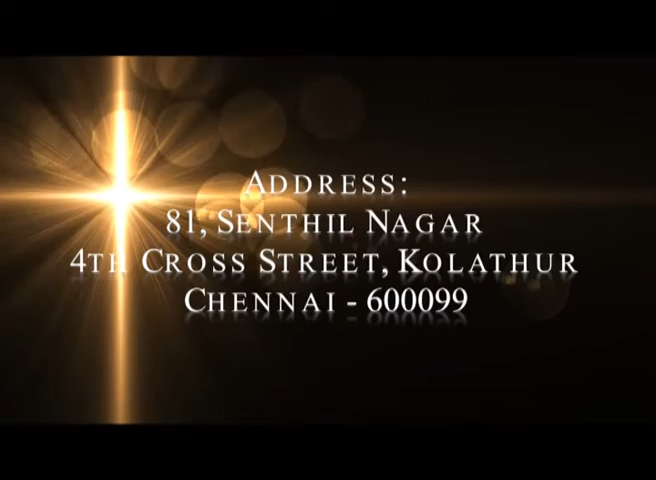 ADDRESS:
81, SENTHIL NAGAR
4TH CROSS STREET, KOLATHUR
CHENNAI - 600099